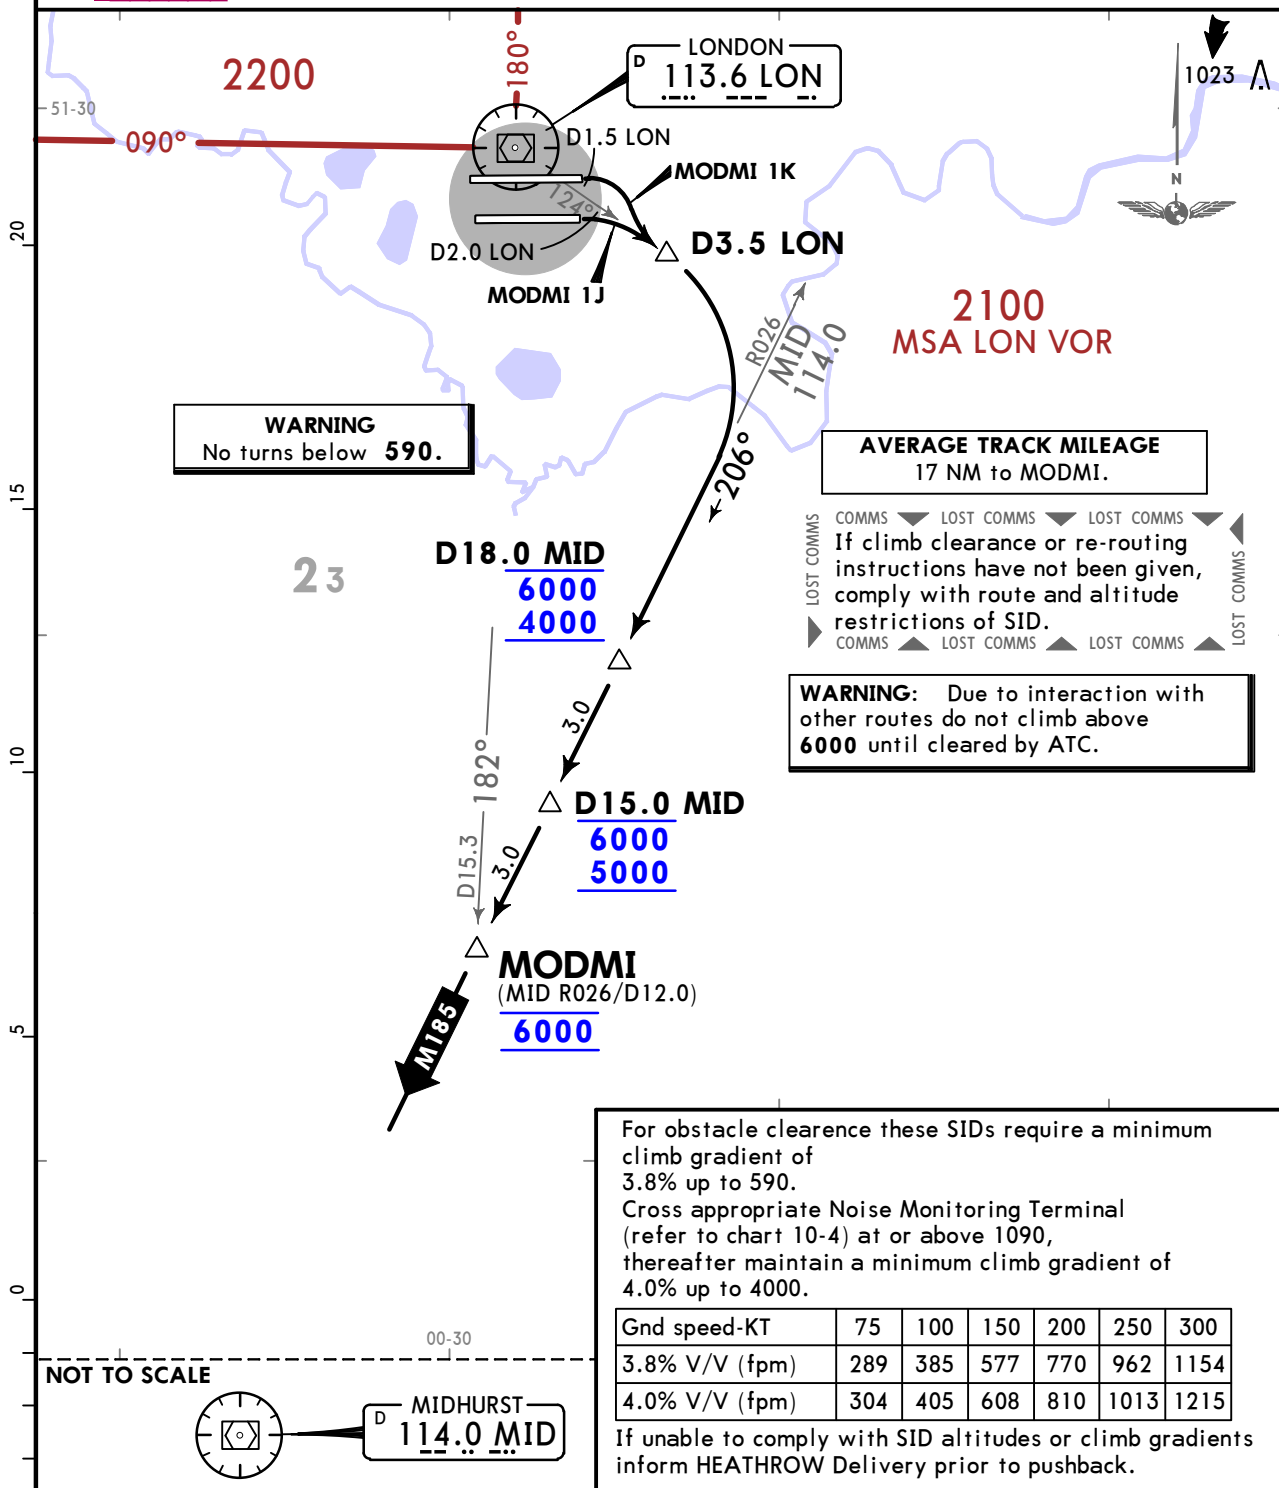 2200
180°
LONDON
D
113.6 LON
1023
51-30
090°
D1.5 LON
MODMI 1K
N
124°
D2.0 LON
D3.5 LON
MODMI 1J
20
2100
MSA LON VOR
R026
MID
114.0
WARNING
No turns below 590.
206°
AVERAGE TRACK MILEAGE
17 NM to MODMI.
15
COMMS LOST COMMS LOST COMMS
LOST COMMS
LOST COMMS
If climb clearance or re-routing
instructions have not been given,
comply with route and altitude
restrictions of SID.
COMMS LOST COMMS LOST COMMS
D18.0 MID
6000
4000
23
WARNING: Due to interaction with
other routes do not climb above
6000 until cleared by ATC.
3.0
182°
10
D15.0 MID
6000
5000
D15.3
3.0
MODMI
(MID R026/D12.0)
6000
M185
5
For obstacle clearence these SIDs require a minimum
climb gradient of
3.8% up to 590.
Cross appropriate Noise Monitoring Terminal
(refer to chart 10-4) at or above 1090,
thereafter maintain a minimum climb gradient of
4.0% up to 4000.
0
Gnd speed-KT 75 100 150 200 250 300
3.8% V/V (fpm) 289 385 577 770 962 1154
4.0% V/V (fpm) 304 405 608 810 1013 1215
If unable to comply with SID altitudes or climb gradients
inform HEATHROW Delivery prior to pushback.
00-30
NOT TO SCALE
MIDHURST
D
114.0 MID